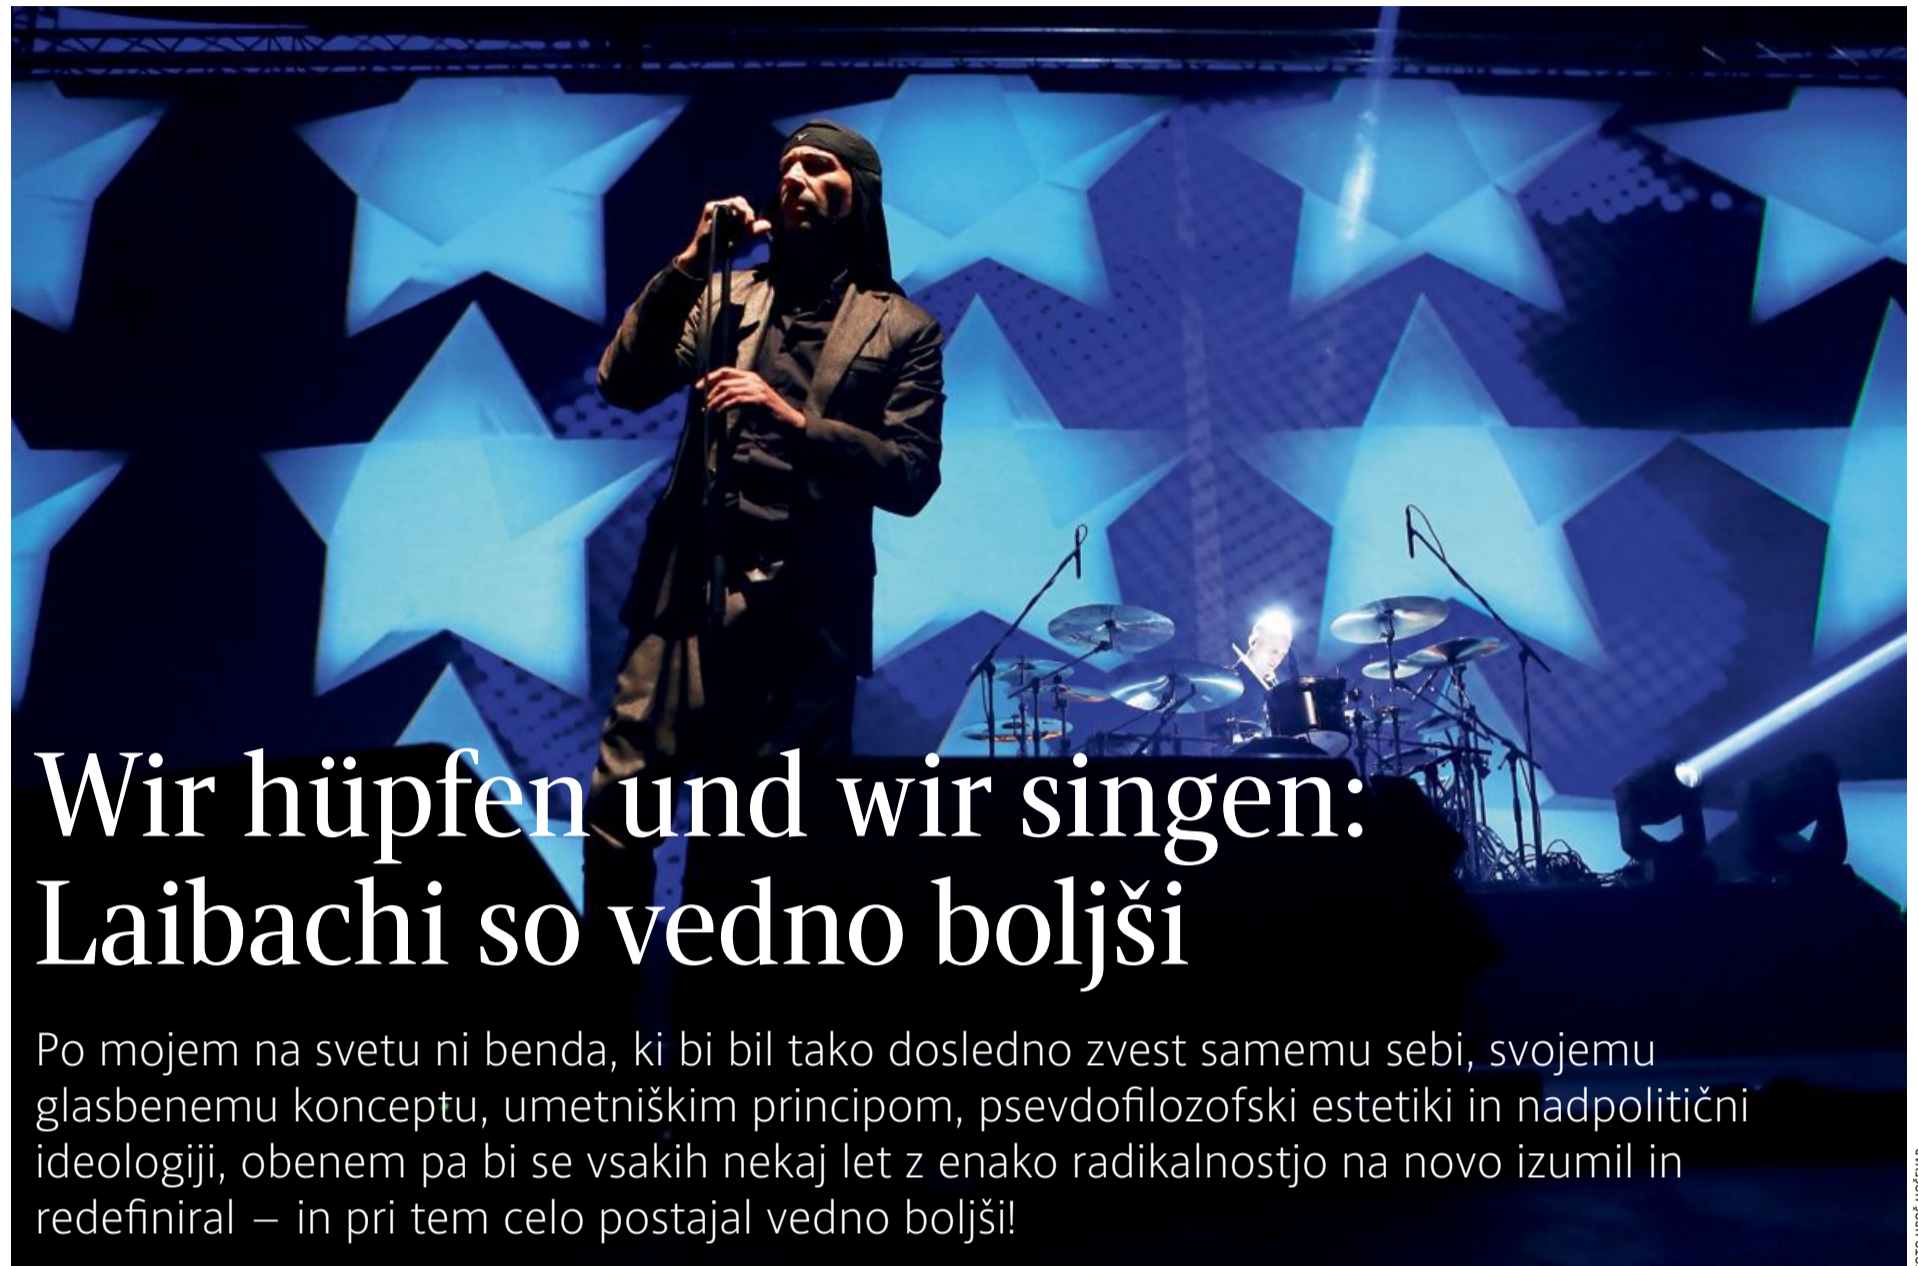 Wir hüpfen und wir singen:
Laibachi so vedno boljši
Po mojem na svetu ni benda, ki bi bil tako dosledno zvest samemu sebi, svojemu
glasbenemu konceptu, umetniškim principom, psevdofilozofski estetiki in nadpolitični
ideologiji, obenem pa bi se vsakih nekaj let z enako radikalnostjo na novo izumil in
redefiniral – in pri tem celo postajal vedno boljši!